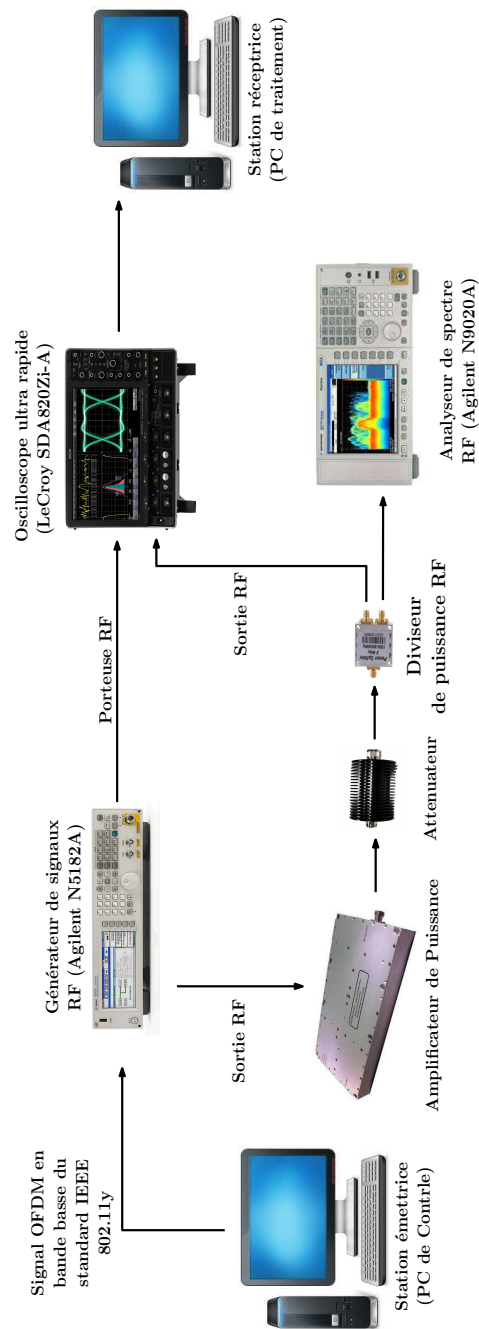 Signal OFDM en
bande basse du
standard IEEE
802.11y
Station émettrice
(PC de Contrle)
Générateur de signaux
RF (Agilent N5182A)
Sortie RF
Amplificateur de Puissance
Attenuateur
Porteuse RF
Sortie RF
Diviseur
de puissance RF
Power Splitter
Oscilloscope ultra rapide
(LeCroy SDA820Zi-A)
Analyseur de spectre
RF (Agilent N9020A)
Station réceptrice
(PC de traitement)